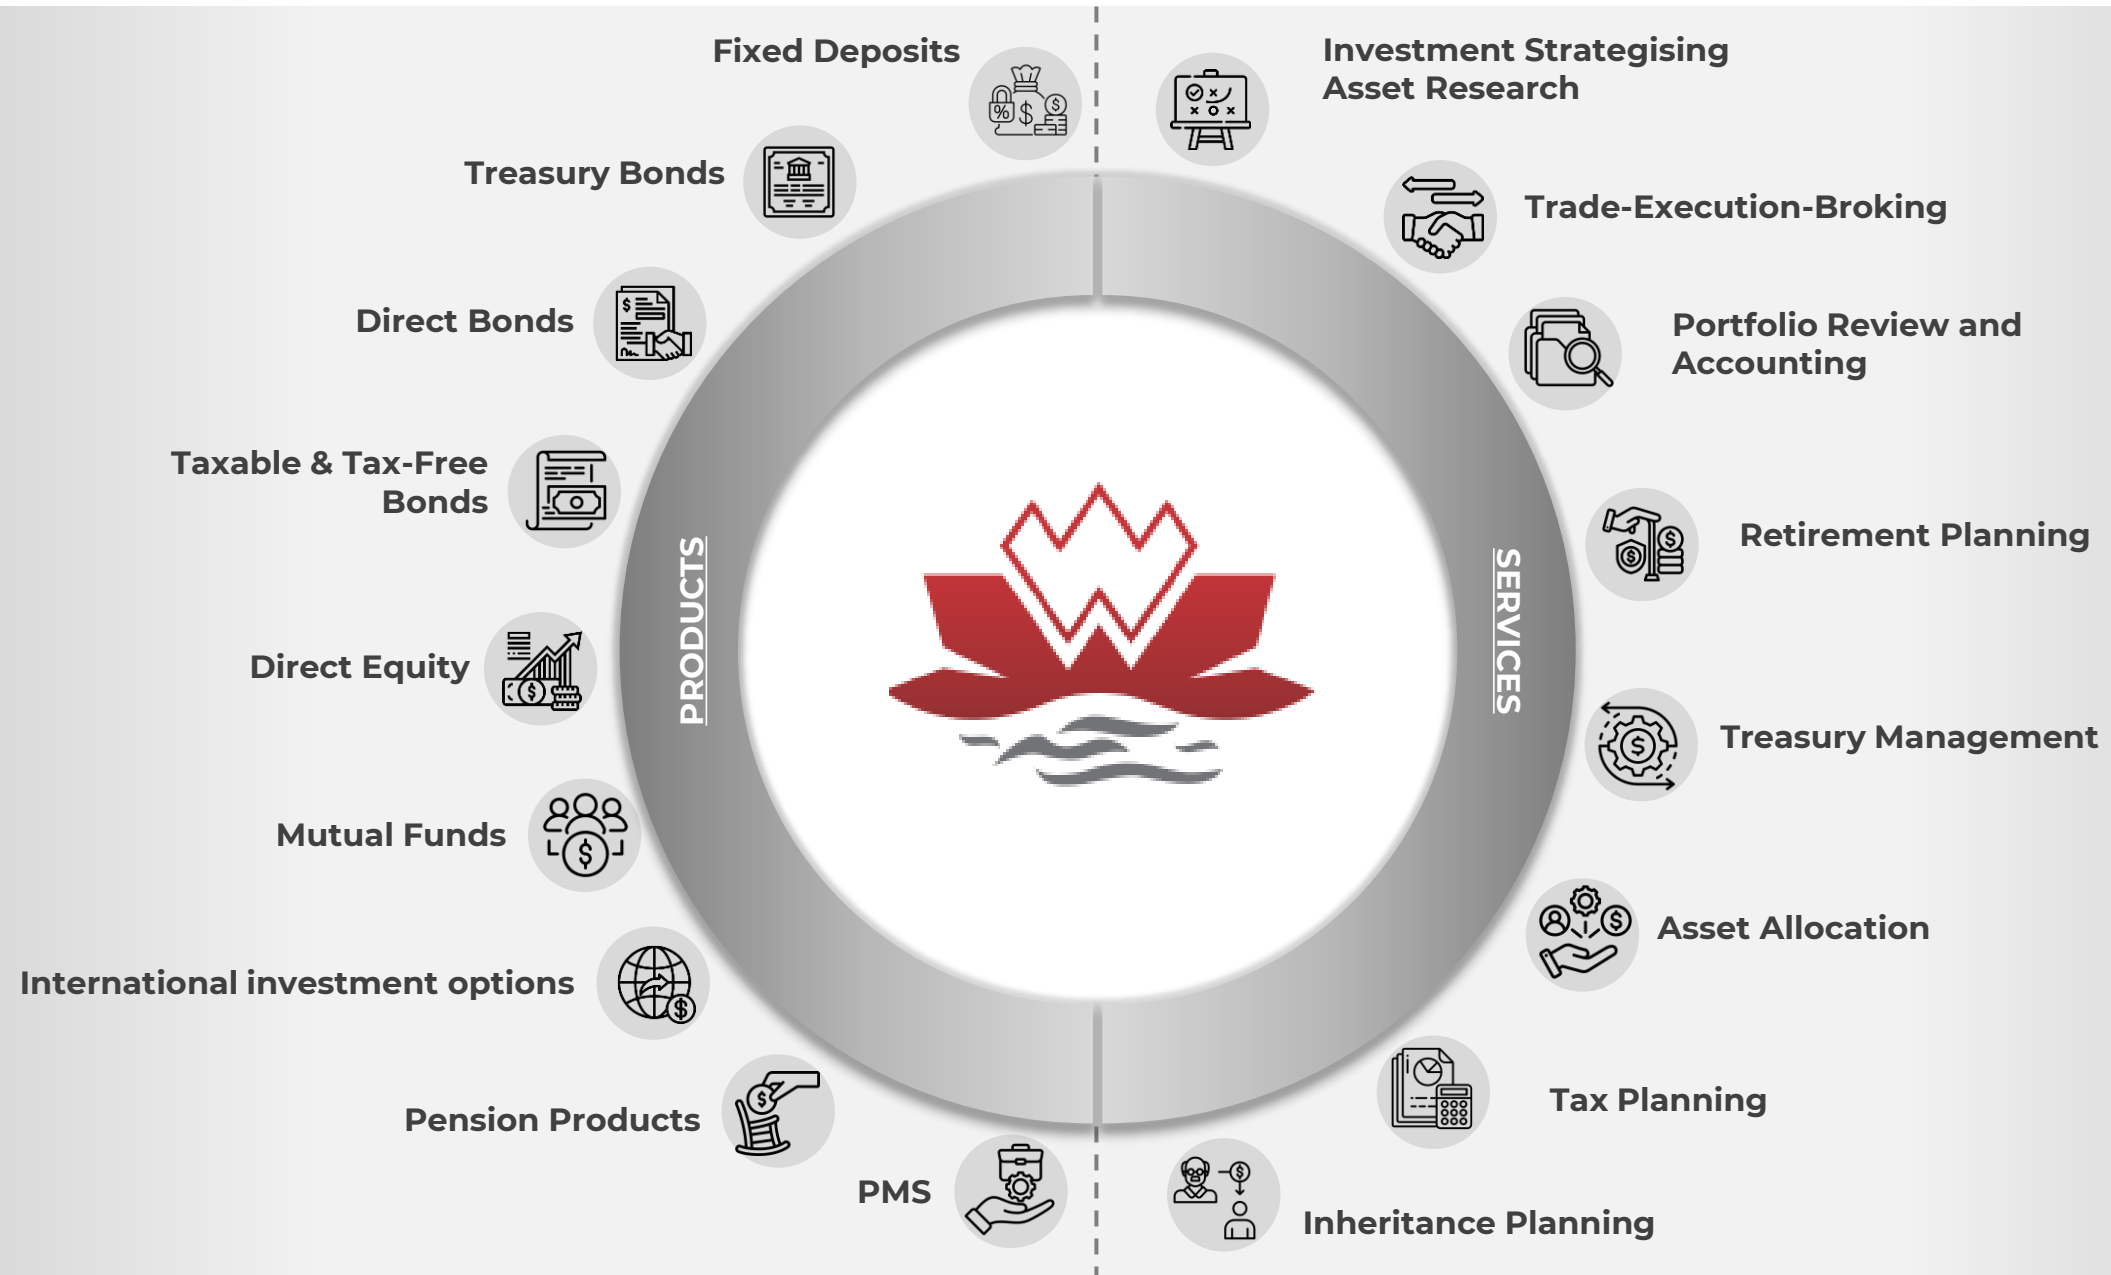 Fixed Deposits
Treasury Bonds
Direct Bonds
Taxable & Tax-Free
Bonds
Direct Equity
Mutual Funds
International investment options
Pension Products
PMS
PRODUCTS
SERVICES
Investment Strategising
Asset Research
Trade-Execution-Broking
Portfolio Review and
Accounting
Retirement Planning
Treasury Management
Asset Allocation
Tax Planning
Inheritance Planning